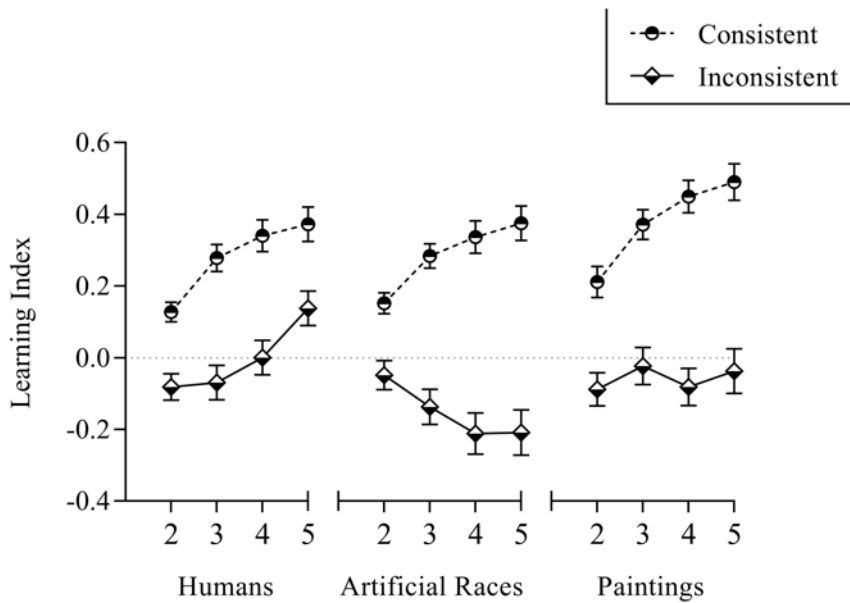 Consistent
Inconsistent
Learning Index
0.6
0.4
0.2
0.0
-0.2
-0.4
2 3 4 5 2 3 4 5 2 3 4 5
Humans Artificial Races Paintings